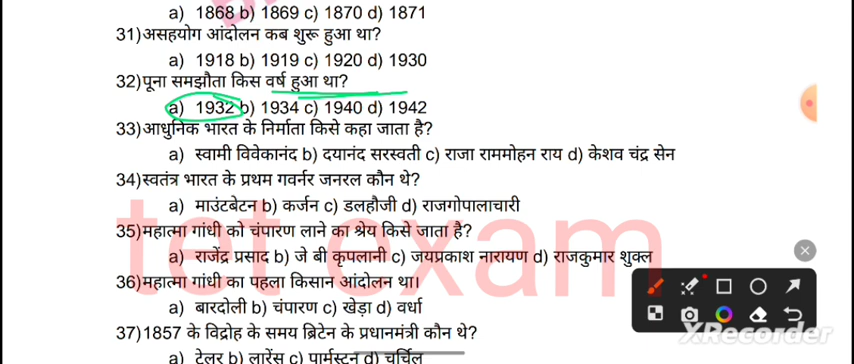 a) 1868 b) 1869 c) 1870 d) 1871
31)असहयोग आंदोलन कब शुरू हुआ था?
a) 1918 b) 1919 c) 1920 d) 1930
32)पूना समझौता किस वर्ष हुआ था?
a) 1932 b) 1934 c) 1940 d) 1942
33)आधुनिक भारत के निर्माता किसे कहा जाता है?
a) स्वामी विवेकानंद b) दयानंद सरस्वती c) राजा राममोहन राय d) केशव चंद्र सेन
34)स्वतंत्र भारत के प्रथम गवर्नर जनरल कौन थे?
a) माउंटबेटन b) कर्जन c) डलहौजी d) राजगोपालाचारी
tet exam
35)महात्मा गांधी को चंपारण लाने का श्रेय किसे जाता है?
a) राजेंद्र प्रसाद b) जे बी कृपलानी c) जयप्रकाश नारायण d) राजकुमार शुक्ल
36)महात्मा गांधी का पहला किसान आंदोलन था।
a) बारदोली b) चंपारण c) खेड़ा d) वर्धा
XRecorder
37)1857 के विद्रोह के समय ब्रिटेन के प्रधानमंत्री कौन थे?
a) टेलर b) लारेंस c) पार्मस्टन d) चर्चिल